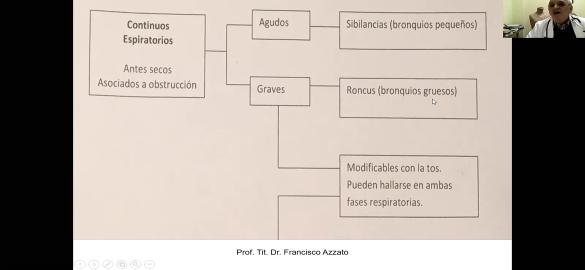 Continuos
Espiratorios
Antes secos
Asociados a obstrucción
Agudos
Sibilancias (bronquios pequeños)
Graves
Roncus (bronquios gruesos)
Modificables con la tos.
Pueden hallarse en ambas
fases respiratorias.
Prof. Tit. Dr. Francisco Azzato